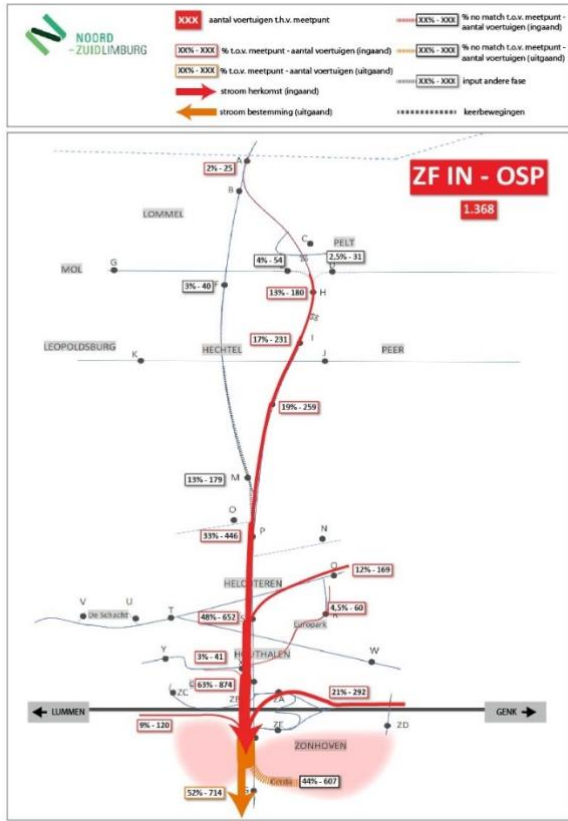 NOORD
-ZUIDLIMBURG
XXX aantal voertuigen t.h.v. meetpunt
XX% - XXX % t.o.v. meetpunt - aantal voertuigen (ingaand)
XX% - XXX % t.o.v. meetpunt - aantal voertuigen (uitgaand)
stroom herkomst (ingaand)
stroom bestemming (uitgaand)
XX% - XXX % no match t.o.v. meetpunt -
aantal voertuigen (ingaand)
XX% - XXX % no match t.o.v. meetpunt -
aantal voertuigen (uitgaand)
XX% - XXX input andere fase
keerbewegingen
ZF IN - OSP
1.368
A
2% - 25
B
LOMMEL
C
PELT
4% - 54
2,5% - 31
MOL
G
F
3% - 40
13% - 180
H
17% - 231
I
LEOPOLDSBURG
HECHTEL
PEER
K
J
19% - 259
13% - 179
M
O
33% - 446
P
N
12% - 169
Q
HELCHTEREN
4,5% - 60
V
U
T
De Schacht
48% - 652
Europark
Y
3% - 41
HOUTHALEN
W
63% - 874
ZC
ZA
21% - 292
LUMMEN
GENK
9% - 120
ZE
ZD
ZONHOVEN
44% - 607
52% - 714